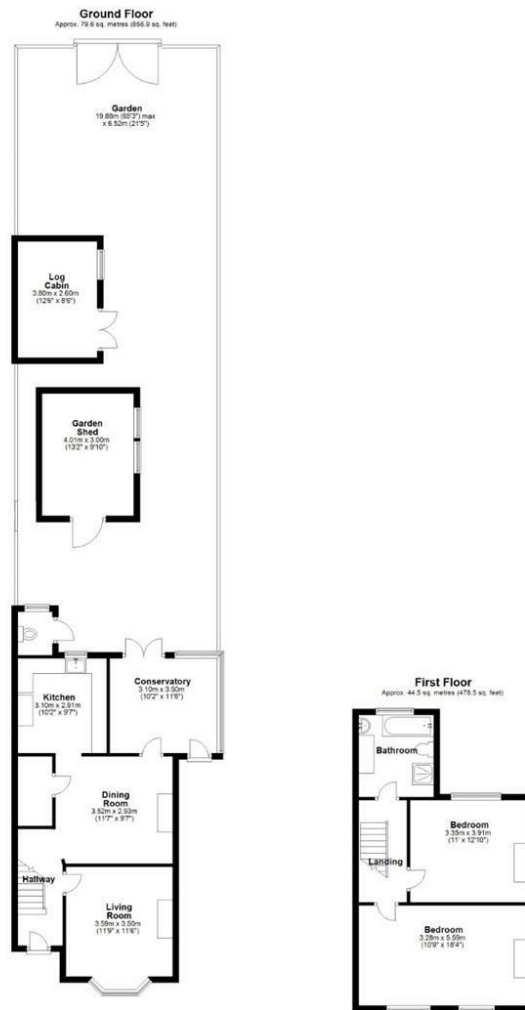 Ground Floor
Approx. 79.6 sq. metres (856.9 sq. feet)
Garden
19.88m (65'3") max
x 6.52m (21'5")
Log
Cabin
3.80m x 2.60m
(12'6" x 8'6")
Garden
Shed
4.01m x 3.00m
(13'2" x 9'10")
Kitchen
3.10m x 2.91m
(10'2" x 9'7")
Conservatory
3.10m x 3.50m
(10'2" x 11'6")
Dining
Room
3.52m x 2.93m
(11'7" x 9'7")
Hallway
Living
Room
3.59m x 3.50m
(11'9" x 11'6")
First Floor
Approx. 44.5 sq. metres (478.5 sq. feet)
Bathroom
Landing
Bedroom
3.35m x 3.91m
(11' x 12'10")
Bedroom
3.28m x 5.59m
(10'9" x 18'4")